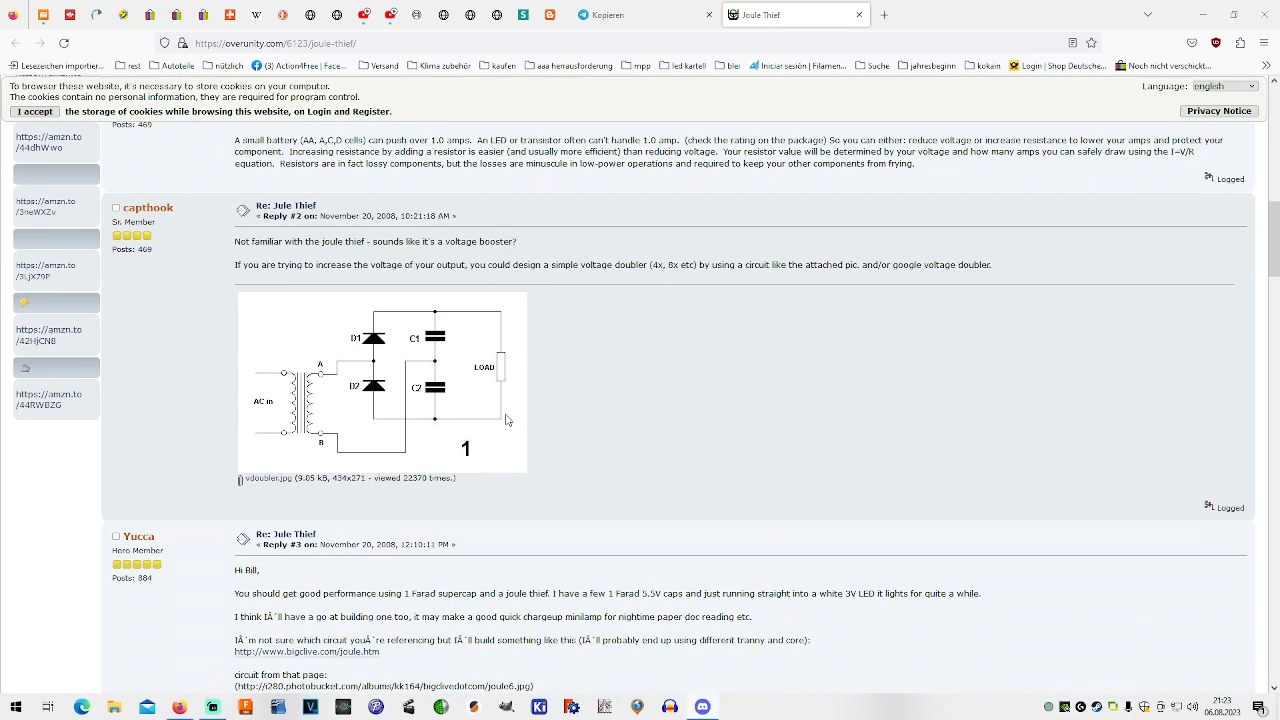 Kopieren
Joule Thief
https://overunity.com/6123/joule-thief/
Lesezeichen importier...
rest
Autoteile
nützlich
(3) Action4Free | Face...
Versand
Klima zubehör
kaufen
aaa herrausforderung
mpp
led kartell
blei
Iniciar sesión | Filamen...
Suche
jahresbeginn
kokain
Login | Shop Deutsche...
Noch nicht verschickt...
To browse these website, it's necessary to store cookies on your computer.
The cookies contain no personal information, they are required for program control.
I accept the storage of cookies while browsing this website, on Login and Register.
Language: english
Privacy Notice
https://amzn.to
/44dhWwo
https://amzn.to
/3neWXZv
https://amzn.to
/3LjX79P
https://amzn.to
/42HjCN8
https://amzn.to
/44RWBZG
Posts: 469
A small battery (AA, A,C,D cells) can push over 1.0 amps. An LED or transistor often can't handle 1.0 amp. (check the rating on the package) So you can either: reduce voltage or increase resistance to lower your amps and protect your
component. Increasing resistance by adding a resistor is easier (and usually more efficient) than reducing voltage. Your resistor value will be determined by your voltage and how many amps you can safely draw using the I=V/R
equation. Resistors are in fact lossy components, but the losses are minuscule in low-power operations and required to keep your other components from frying.
Logged
capthook
Sr. Member
Posts: 469
Re: Jule Thief
« Reply #2 on: November 20, 2008, 10:21:18 AM »
Not familiar with the joule thief - sounds like it's a voltage booster?
If you are trying to increase the voltage of your output, you could design a simple voltage doubler (4x, 8x etc) by using a circuit like the attached pic. and/or google voltage doubler.
D1
C1
A
LOAD
D2
C2
AC in
B
1
vdoubler.jpg (9.05 kB, 434x271 - viewed 22370 times.)
Logged
Yucca
Hero Member
Posts: 884
Re: Jule Thief
« Reply #3 on: November 20, 2008, 12:10:11 PM »
Hi Bill,
You should get good performance using 1 Farad supercap and a joule thief. I have a few 1 Farad 5.5V caps and just running straight into a white 3V LED it lights for quite a while.
I think IÂ´ll have a go at building one too, it may make a good quick chargeup minilamp for nightime paper doc reading etc.
IÂ´m not sure which circuit youÂ´re referencing but IÂ´ll build something like this (IÂ´ll probably end up using different tranny and core):
http://www.bigclive.com/joule.htm
circuit from that page:
(http://i280.photobucket.com/albums/kk164/bigclivedotcom/joule6.jpg)
21:23
06.08.2023